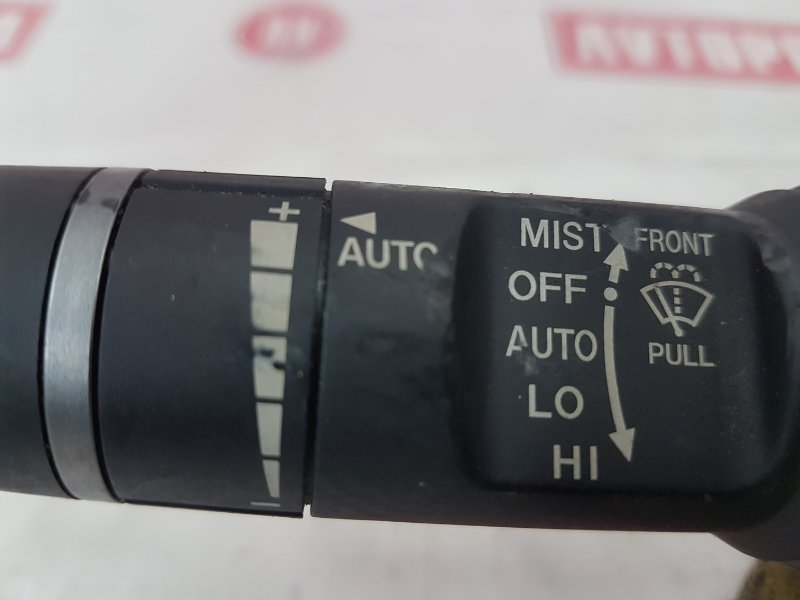 +
AUTO
−
MIST FRONT
OFF
AUTO
PULL
LO
HI